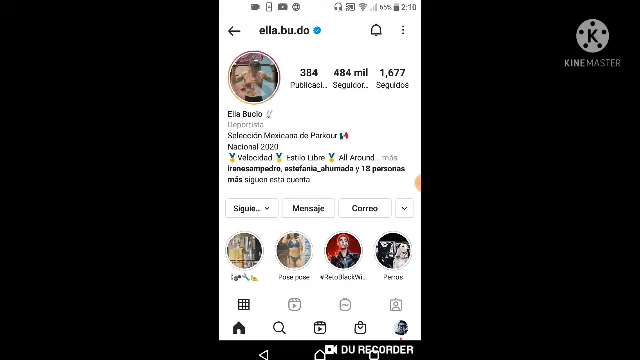 65% 2:10
ella.bu.do
384 484 mil 1,677
Publicaci... Seguidor... Seguidos
Ella Bucio
Deportista
Selección Mexicana de Parkour
Nacional 2020
Velocidad Estilo Libre All Around... más
irenesampedro, estefania_ahumada y 18 personas
más siguen esta cuenta
Siguie... Mensaje Correo
Pose pose #RetoBlackWi... Perros
K
KINEMASTER
DU RECORDER